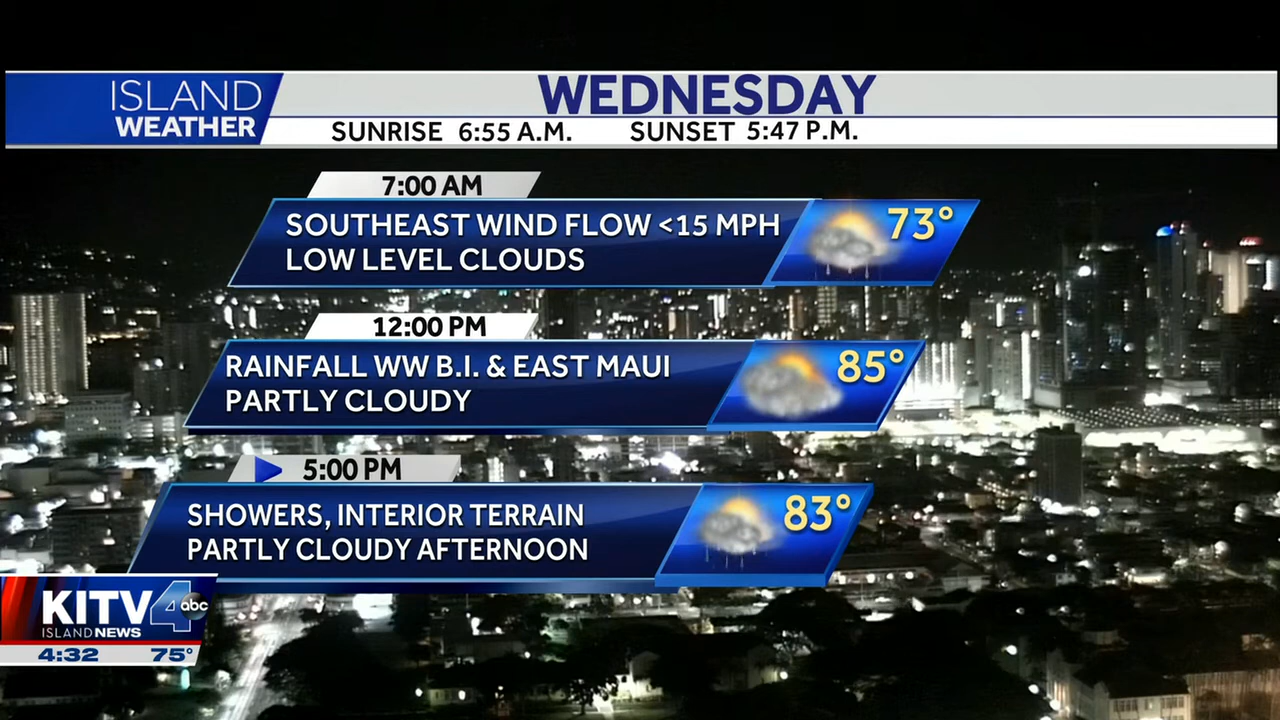 ISLAND
WEATHER
WEDNESDAY
SUNRISE 6:55 A.M. SUNSET 5:47 P.M.
7:00 AM
SOUTHEAST WIND FLOW <15 MPH
LOW LEVEL CLOUDS
73°
12:00 PM
RAINFALL WW B.I. & EAST MAUI
PARTLY CLOUDY
85°
5:00 PM
SHOWERS, INTERIOR TERRAIN
PARTLY CLOUDY AFTERNOON
83°
KITV 4 abc
ISLAND NEWS
4:32 75°